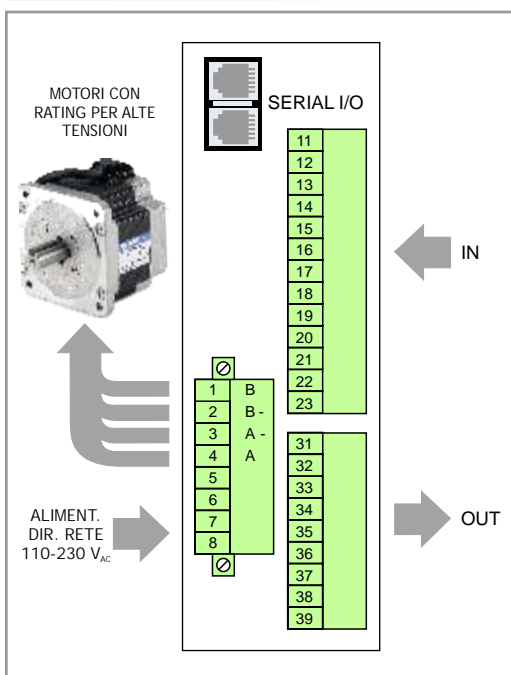 MOTORI CON
RATING PER ALTE
TENSIONI
SERIAL I/O
11
12
13
14
15
16
17
18
19
20
21
22
23
IN
1 B
2 B -
3 A -
4 A
5
6
7
8
ALIMENT.
DIR. RETE
110-230 VAC
31
32
33
34
35
36
37
38
39
OUT